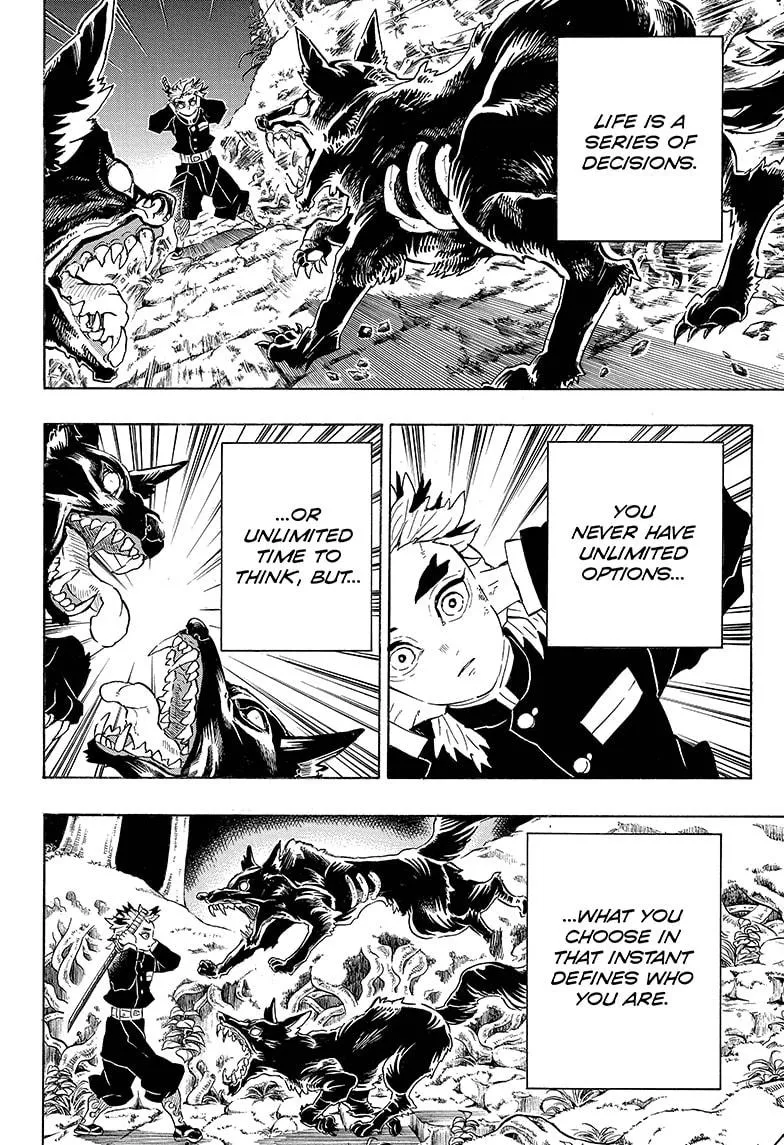 LIFE IS A
SERIES OF
DECISIONS.
YOU
NEVER HAVE
UNLIMITED
OPTIONS...
...OR
UNLIMITED
TIME TO
THINK, BUT...
...WHAT YOU
CHOOSE IN
THAT INSTANT
DEFINES WHO
YOU ARE.